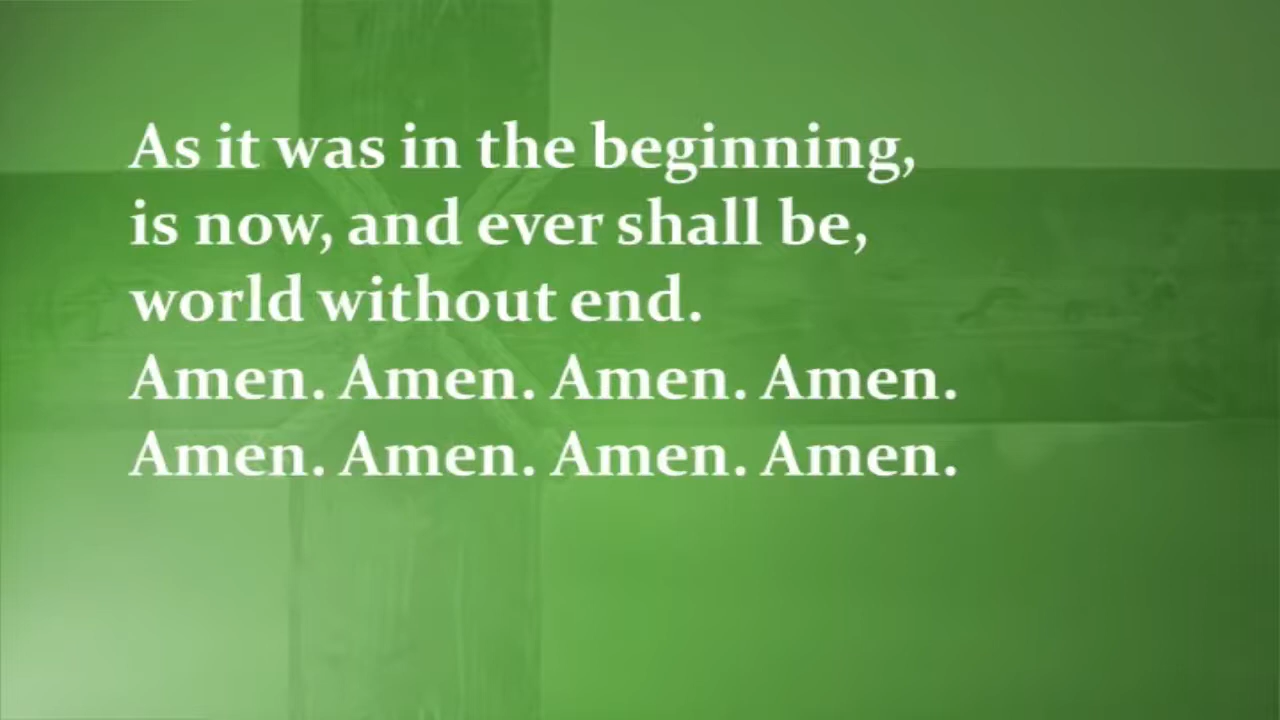 As it was in the beginning,
is now, and ever shall be,
world without end.
Amen. Amen. Amen. Amen.
Amen. Amen. Amen. Amen.